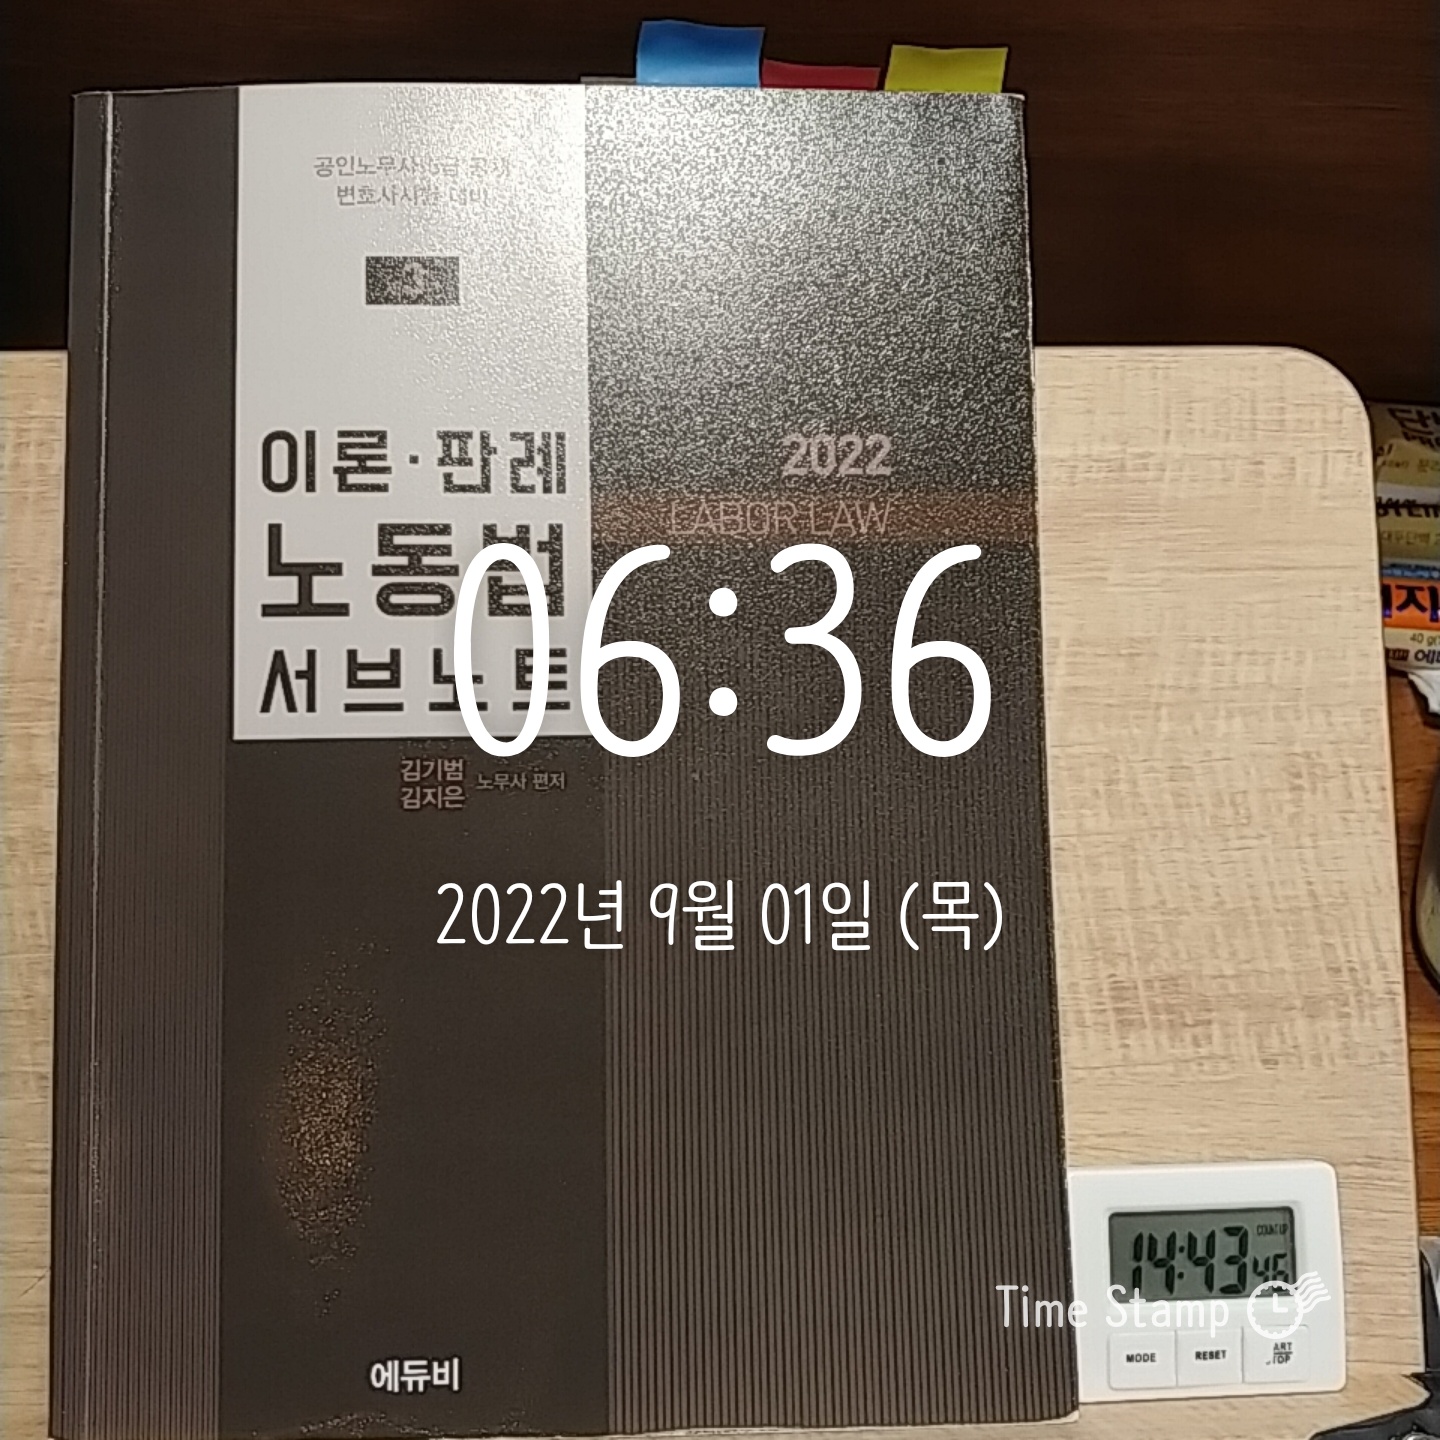 공인노무사·5급 공채
변호사시험 대비
이론·판례
노동법
서브노트
2022
LABOR LAW
06:36
김기범
김지은
노무사 편저
2022년 9월 01일 (목)
에듀비
COUNT UP
14:43 46
Time Stamp
MODE
RESET
40 g